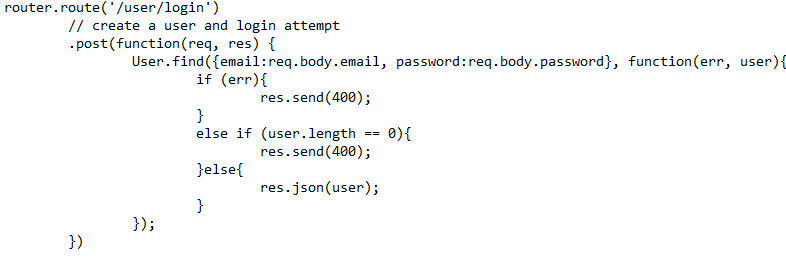 router.route('/user/login')
        // create a user and login attempt
        .post(function(req, res) {
                User.find({email:req.body.email, password:req.body.password}, function(err, user){
                        if (err){
                                res.send(400);
                        }
                        else if (user.length == 0){
                                res.send(400);
                        }else{
                                res.json(user);
                        }
                });
        })